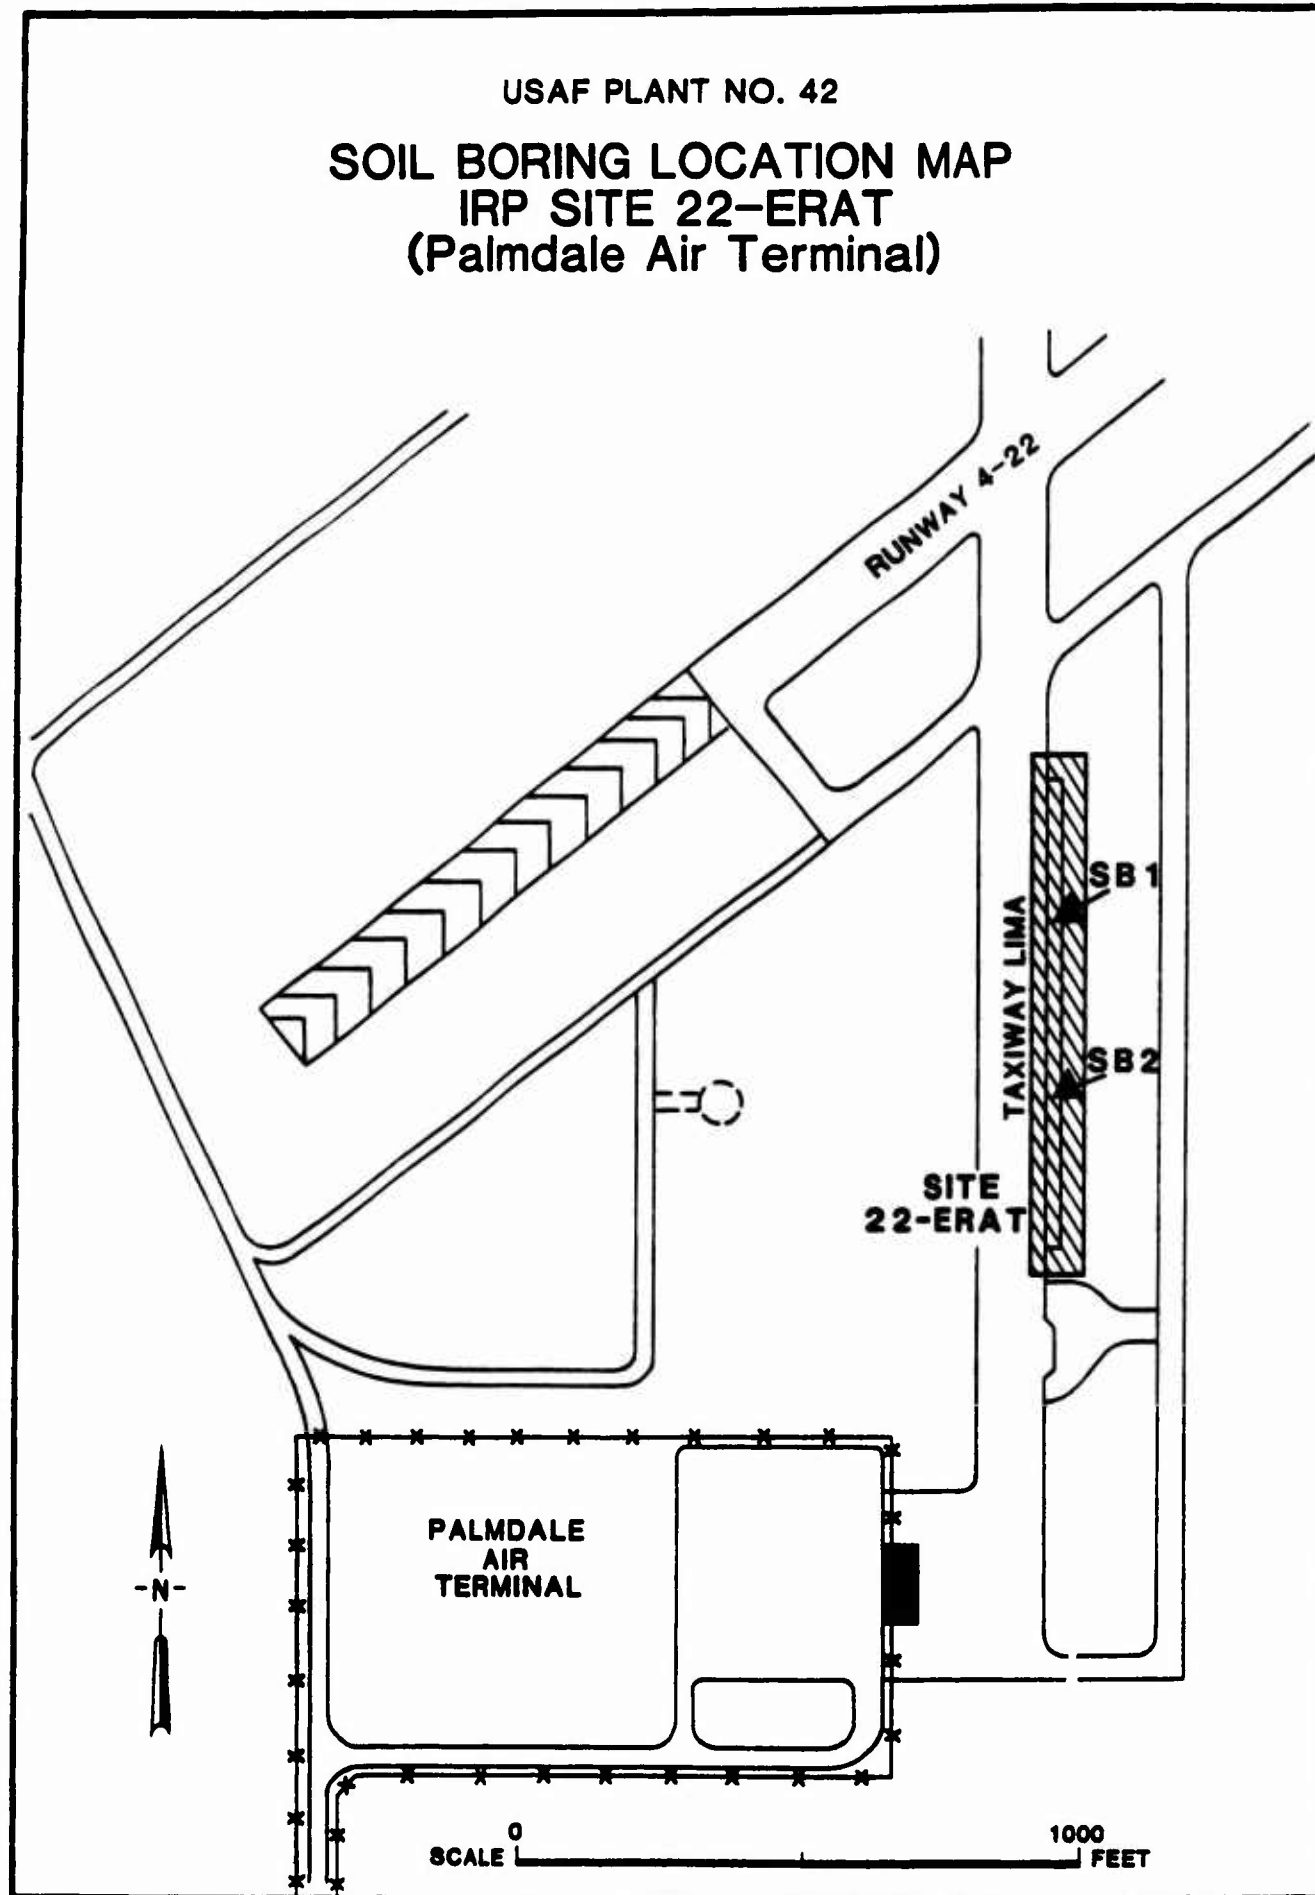 USAF PLANT NO. 42
SOIL BORING LOCATION MAP
IRP SITE 22-ERAT
(Palmdale Air Terminal)
RUNWAY 4-22
SB1
TAXIWAY LIMA
SB2
SITE
22-ERAT
PALMDALE
AIR
TERMINAL
-N-
0 1000
SCALE FEET